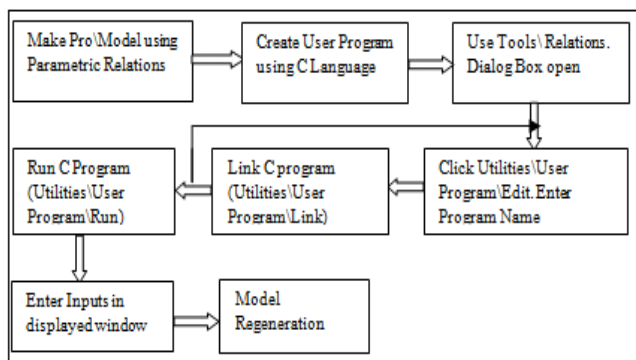 Make Pro\Model using
Parametric Relations
Create User Program
using C Language
Use Tools\ Relations.
Dialog Box open
Run C Program
(Utilities\User
Program\Run)
Link C program
(Utilities\User
Program\Link)
Click Utilities\User
Program\Edit. Enter
Program Name
Enter Inputs in
displayed window
Model
Regeneration